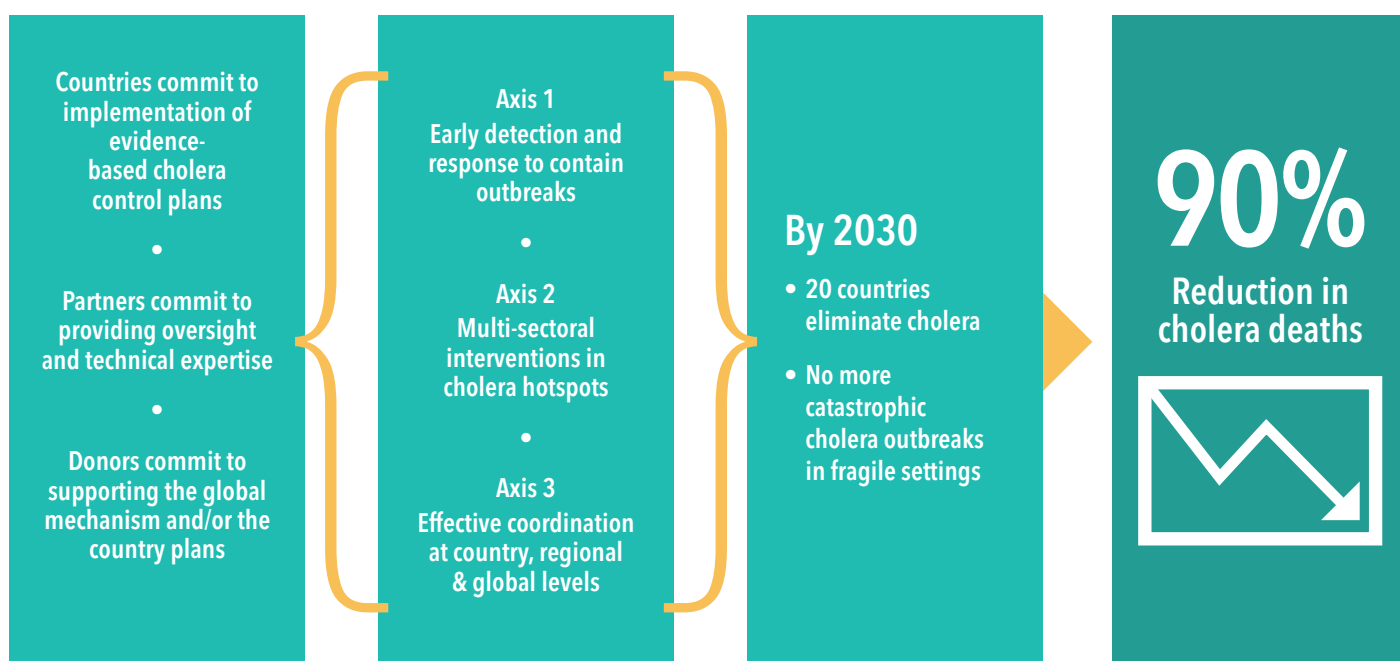 Countries commit to
implementation of
evidence-
based cholera
control plans
•
Partners commit to
providing oversight
and technical expertise
•
Donors commit to
supporting the global
mechanism and/or the
country plans
Axis 1
Early detection and
response to contain
outbreaks
•
Axis 2
Multi-sectoral
interventions in
cholera hotspots
•
Axis 3
Effective coordination
at country, regional
& global levels
By 2030
• 20 countries
eliminate cholera
• No more
catastrophic
cholera outbreaks
in fragile settings
90%
Reduction in
cholera deaths